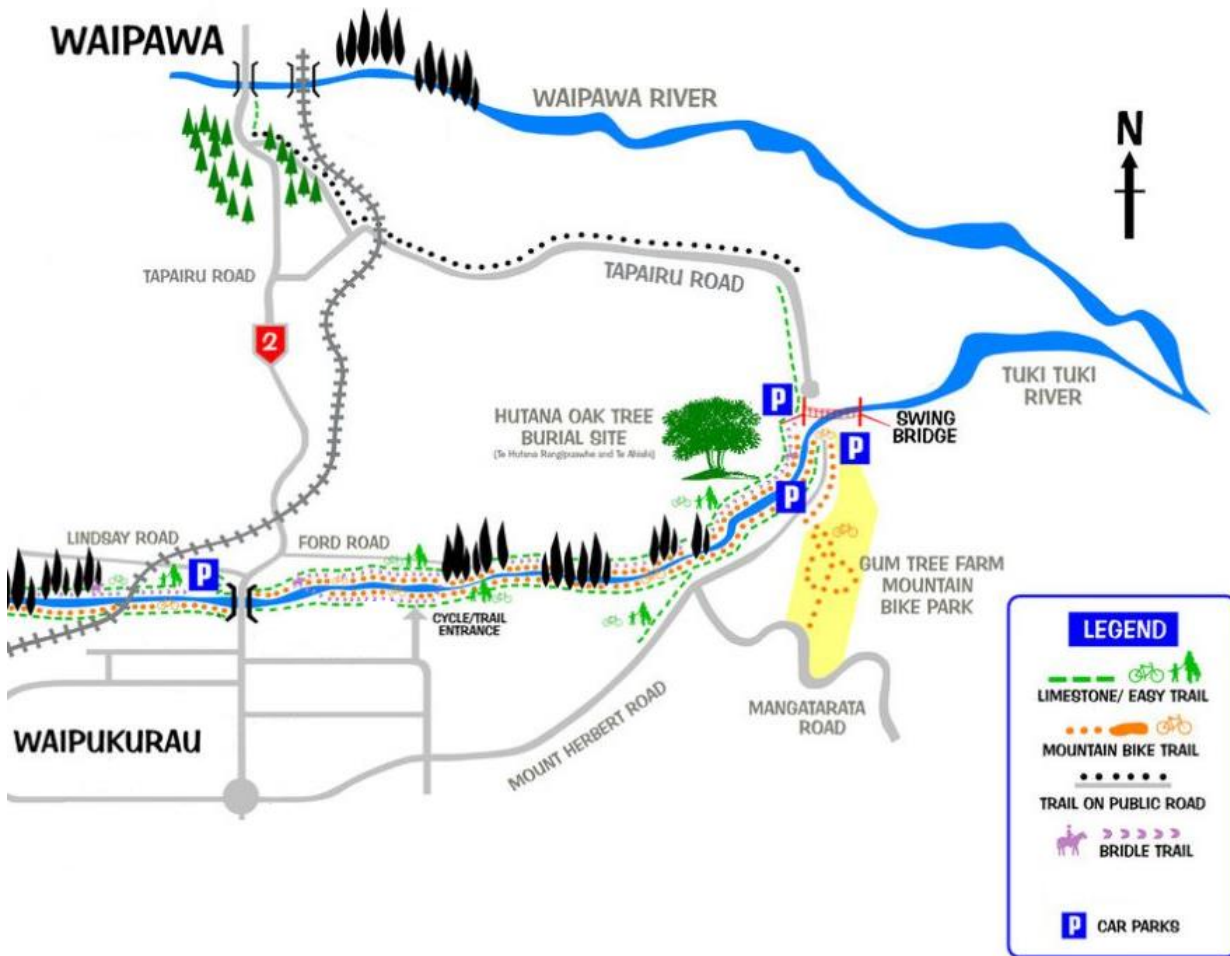 WAIPAWA
WAIPAWA RIVER
N
TAPAIRU ROAD
TAPAIRU ROAD
2
TUKI TUKI
RIVER
P
HUTANA OAK TREE
BURIAL SITE
SWING
BRIDGE
P
P
LINDSAY ROAD
FORD ROAD
P
GUM TREE FARM
MOUNTAIN
BIKE PARK
CYCLE/TRAIL
ENTRANCE
MANGATARATA
ROAD
MOUNT HERBERT ROAD
WAIPUKURAU
LEGEND
LIMESTONE/ EASY TRAIL
MOUNTAIN BIKE TRAIL
TRAIL ON PUBLIC ROAD
BRIDLE TRAIL
P CAR PARKS